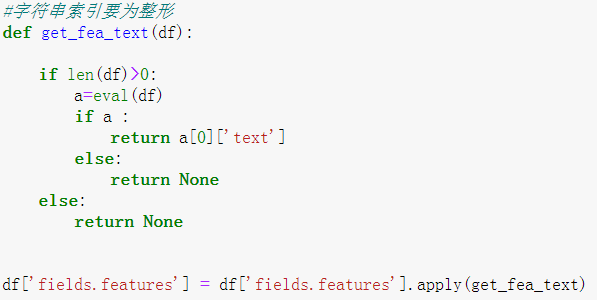 #字符串索引要为整形
def get_fea_text(df):
    if len(df)>0:
        a=eval(df)
        if a :
            return a[0]['text']
        else:
            return None
    else:
        return None
df['fields.features'] = df['fields.features'].apply(get_fea_text)